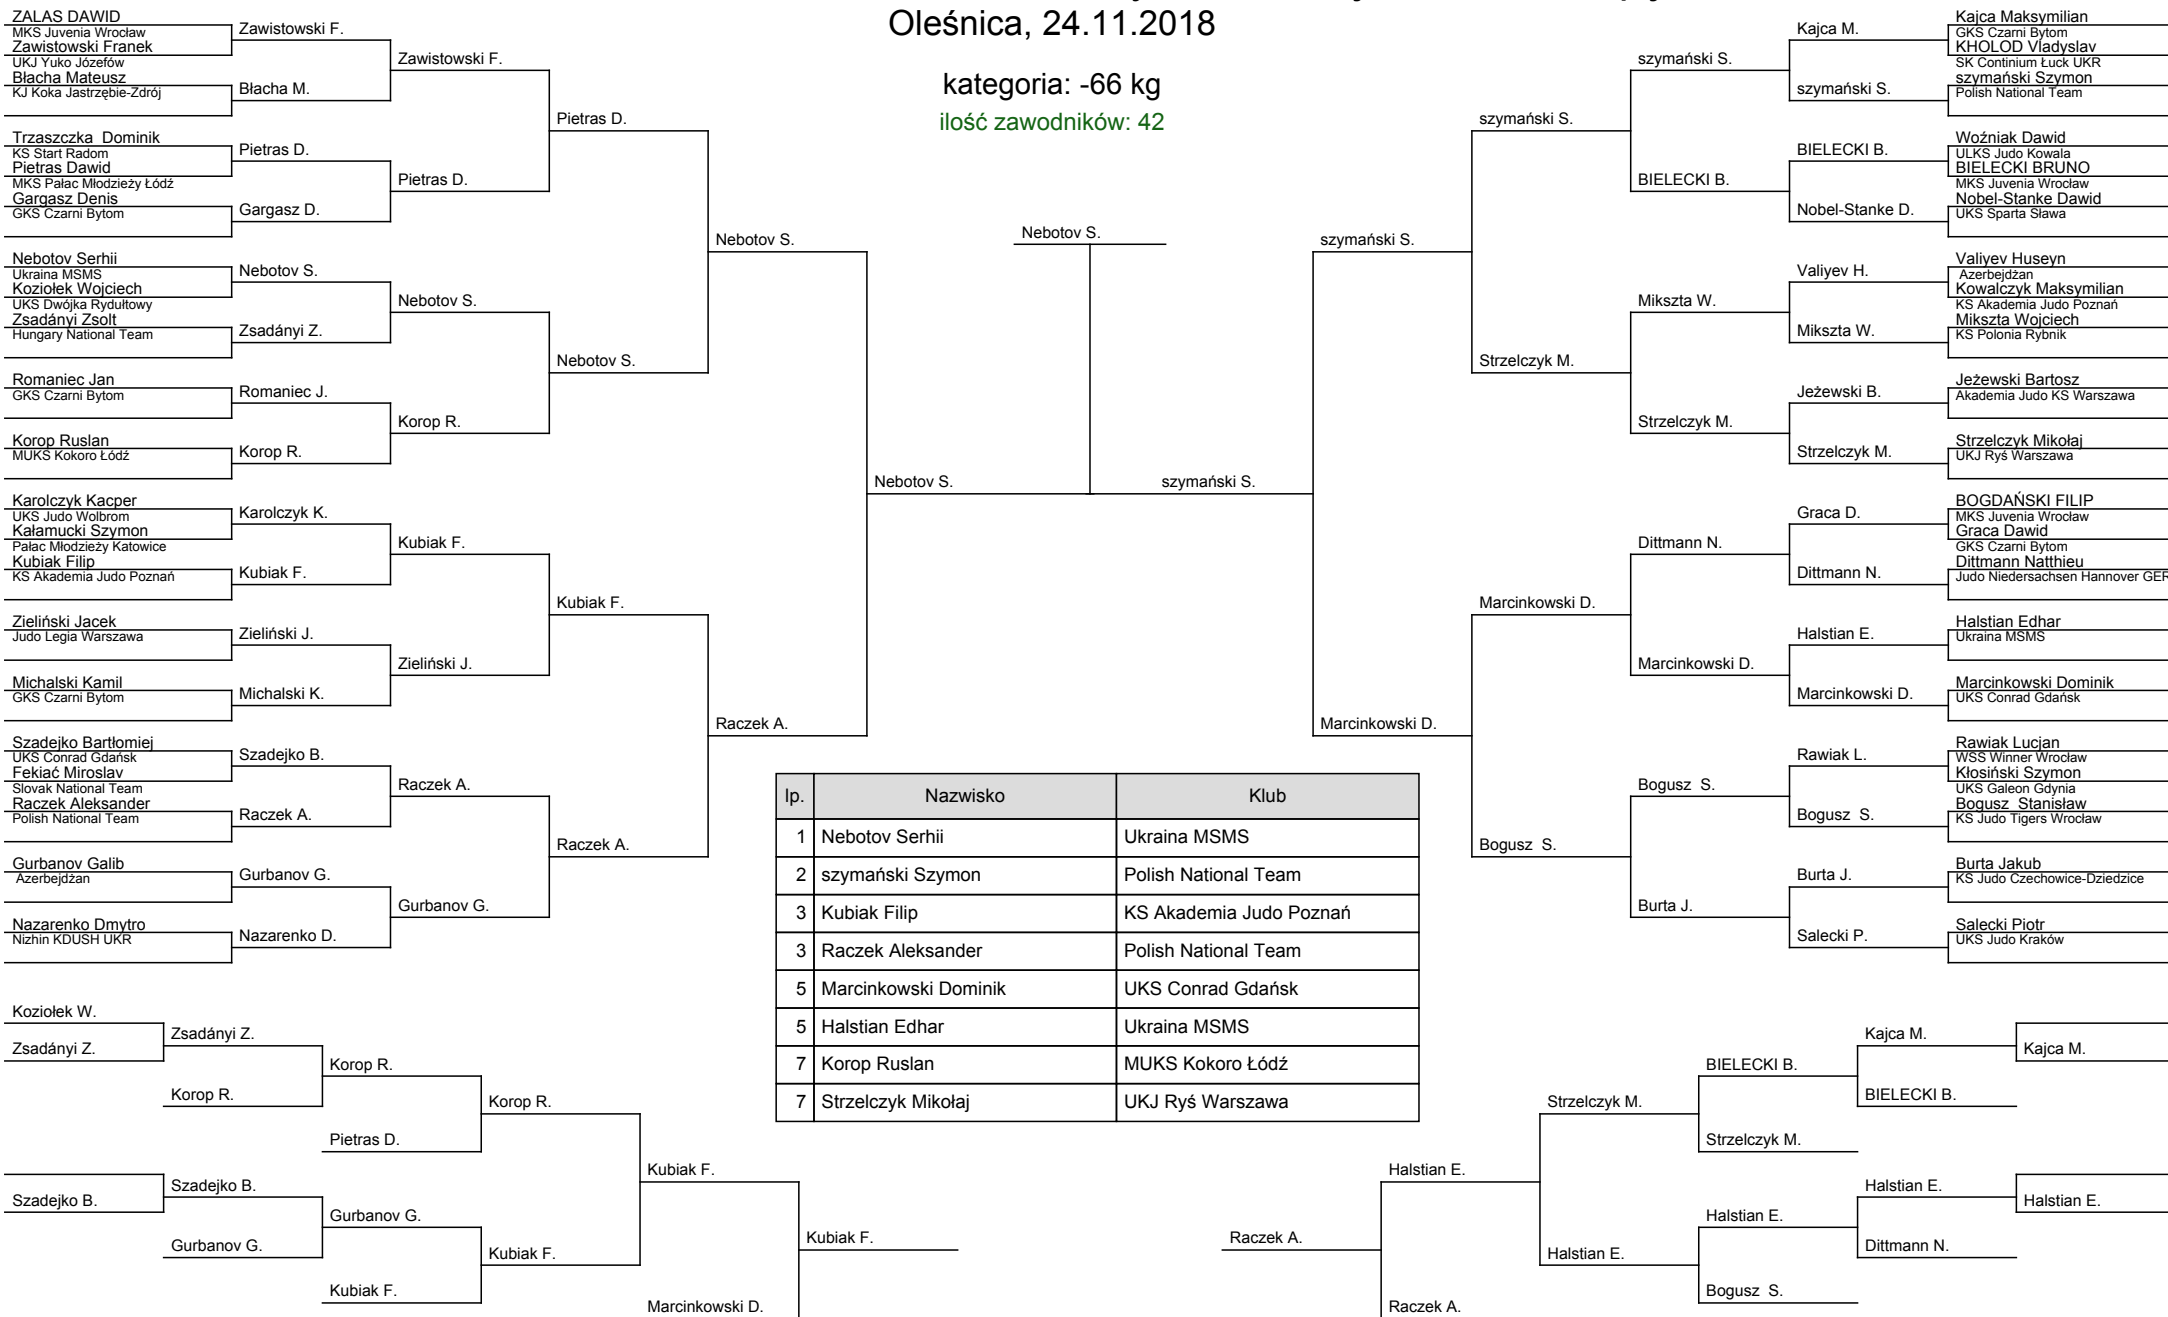 Oleśnica, 24.11.2018
kategoria: -66 kg
ilość zawodników: 42
ZALAS DAWID
MKS Juvenia Wrocław
Zawistowski Franek
UKJ Yuko Józefów
Błacha Mateusz
KJ Koka Jastrzębie-Zdrój
Trzaszczka Dominik
KS Start Radom
Pietras Dawid
MKS Pałac Młodzieży Łódź
Gargasz Denis
GKS Czarni Bytom
Nebotov Serhii
Ukraina MSMS
Koziołek Wojciech
UKS Dwójka Rydułtowy
Zsadányi Zsolt
Hungary National Team
Romaniec Jan
GKS Czarni Bytom
Korop Ruslan
MUKS Kokoro Łódź
Karolczyk Kacper
UKS Judo Wolbrom
Kałamucki Szymon
Pałac Młodzieży Katowice
Kubiak Filip
KS Akademia Judo Poznań
Zieliński Jacek
Judo Legia Warszawa
Michalski Kamil
GKS Czarni Bytom
Szadejko Bartłomiej
UKS Conrad Gdańsk
Fekiać Miroslav
Slovak National Team
Raczek Aleksander
Polish National Team
Gurbanov Galib
Azerbejdżan
Nazarenko Dmytro
Nizhin KDUSH UKR
Zawistowski F.
Błacha M.
Pietras D.
Gargasz D.
Nebotov S.
Zsadányi Z.
Romaniec J.
Korop R.
Karolczyk K.
Kubiak F.
Zieliński J.
Michalski K.
Szadejko B.
Raczek A.
Gurbanov G.
Nazarenko D.
Zawistowski F.
Pietras D.
Nebotov S.
Korop R.
Kubiak F.
Zieliński J.
Raczek A.
Gurbanov G.
Pietras D.
Nebotov S.
Kubiak F.
Raczek A.
Nebotov S.
Raczek A.
Nebotov S.
Nebotov S.
szymański S.
szymański S.
Marcinkowski D.
szymański S.
Strzelczyk M.
Marcinkowski D.
Bogusz S.
szymański S.
BIELECKI B.
Mikszta W.
Strzelczyk M.
Dittmann N.
Marcinkowski D.
Bogusz S.
Burta J.
Kajca M.
szymański S.
BIELECKI B.
Nobel-Stanke D.
Valiyev H.
Mikszta W.
Jeżewski B.
Strzelczyk M.
Graca D.
Dittmann N.
Halstian E.
Marcinkowski D.
Rawiak L.
Bogusz S.
Burta J.
Salecki P.
Kajca Maksymilian
GKS Czarni Bytom
KHOLOD Vladyslav
SK Continium Łuck UKR
szymański Szymon
Polish National Team
Woźniak Dawid
ULKS Judo Kowala
BIELECKI BRUNO
MKS Juvenia Wrocław
Nobel-Stanke Dawid
UKS Sparta Sława
Valiyev Huseyn
Azerbejdżan
Kowalczyk Maksymilian
KS Akademia Judo Poznań
Mikszta Wojciech
KS Polonia Rybnik
Jeżewski Bartosz
Akademia Judo KS Warszawa
Strzelczyk Mikołaj
UKJ Ryś Warszawa
BOGDAŃSKI FILIP
MKS Juvenia Wrocław
Graca Dawid
GKS Czarni Bytom
Dittmann Natthieu
Judo Niedersachsen Hannover GER
Halstian Edhar
Ukraina MSMS
Marcinkowski Dominik
UKS Conrad Gdańsk
Rawiak Lucjan
WSS Winner Wrocław
Kłosiński Szymon
UKS Galeon Gdynia
Bogusz Stanisław
KS Judo Tigers Wrocław
Burta Jakub
KS Judo Czechowice-Dziedzice
Salecki Piotr
UKS Judo Kraków
lp. Nazwisko Klub
1 Nebotov Serhii Ukraina MSMS
2 szymański Szymon Polish National Team
3 Kubiak Filip KS Akademia Judo Poznań
3 Raczek Aleksander Polish National Team
5 Marcinkowski Dominik UKS Conrad Gdańsk
5 Halstian Edhar Ukraina MSMS
7 Korop Ruslan MUKS Kokoro Łódź
7 Strzelczyk Mikołaj UKJ Ryś Warszawa
Koziołek W.
Zsadányi Z.
Szadejko B.
Zsadányi Z.
Korop R.
Szadejko B.
Gurbanov G.
Korop R.
Pietras D.
Gurbanov G.
Kubiak F.
Korop R.
Kubiak F.
Kubiak F.
Marcinkowski D.
Kubiak F.
Raczek A.
Halstian E.
Raczek A.
Strzelczyk M.
Halstian E.
BIELECKI B.
Strzelczyk M.
Halstian E.
Bogusz S.
Kajca M.
BIELECKI B.
Halstian E.
Dittmann N.
Kajca M.
Halstian E.